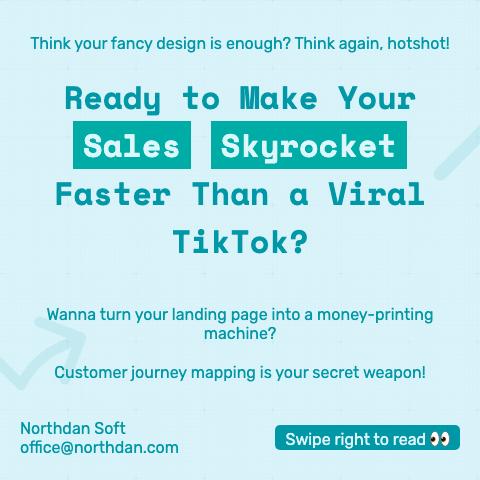 Think your fancy design is enough? Think again, hotshot!
Ready to Make Your
Sales Skyrocket
Faster Than a Viral
TikTok?
Wanna turn your landing page into a money-printing
machine?
Customer journey mapping is your secret weapon!
Northdan Soft
office@northdan.com
Swipe right to read 👀